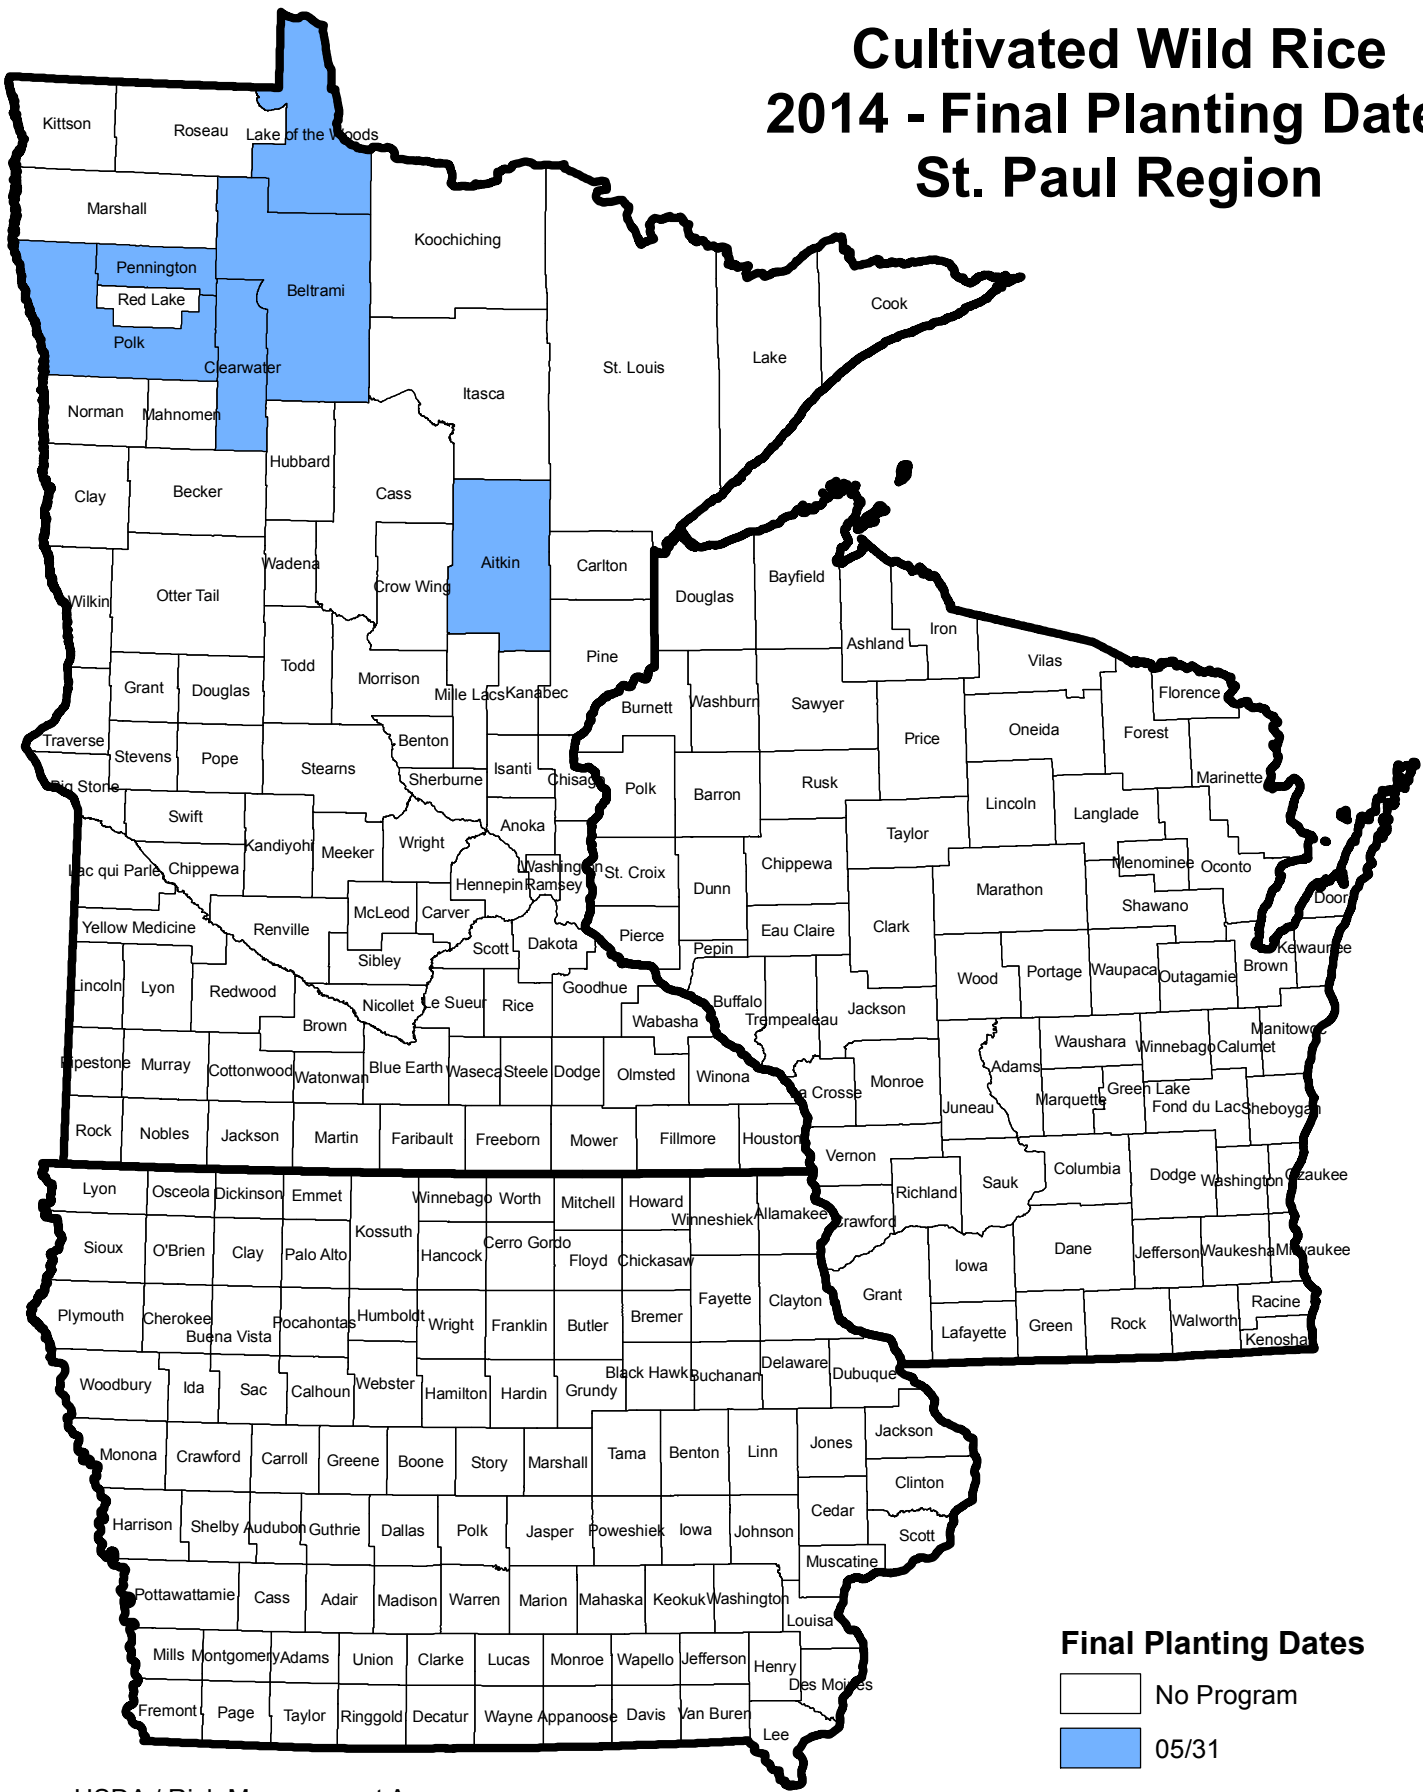 Cultivated Wild Rice
2014 - Final Planting Date
St. Paul Region
Kittson
Roseau
Lake of the Woods
Marshall
Koochiching
Pennington
Beltrami
Red Lake
Cook
Polk
Lake
Clearwater
St. Louis
Itasca
Norman
Mahnomen
Hubbard
Clay
Becker
Cass
Wadena
Aitkin
Carlton
Crow Wing
Otter Tail
Wilkin
Douglas
Bayfield
Ashland
Iron
Vilas
Pine
Todd
Morrison
Grant
Douglas
Mille Lacs
Kanabec
Burnett
Washburn
Sawyer
Florence
Traverse
Stevens
Pope
Stearns
Benton
Price
Oneida
Forest
Big Stone
Sherburne
Isanti
Chisago
Polk
Barron
Rusk
Marinette
Swift
Lincoln
Langlade
Kandiyohi
Meeker
Wright
Anoka
Taylor
Lac qui Parle
Chippewa
Washington
Hennepin
Ramsey
St. Croix
Dunn
Chippewa
Menominee
Oconto
Marathon
Door
McLeod
Carver
Shawano
Yellow Medicine
Renville
Scott
Dakota
Pierce
Pepin
Eau Claire
Clark
Kewaunee
Sibley
Wood
Portage
Waupaca
Outagamie
Brown
Lincoln
Lyon
Redwood
Nicollet
Le Sueur
Rice
Goodhue
Buffalo
Trempealeau
Jackson
Brown
Wabasha
Manitowoc
Waushara
Winnebago
Calumet
Pipestone
Murray
Cottonwood
Watonwan
Blue Earth
Waseca
Steele
Dodge
Olmsted
Winona
La Crosse
Monroe
Adams
Marquette
Green Lake
Juneau
Fond du Lac
Sheboygan
Rock
Nobles
Jackson
Martin
Faribault
Freeborn
Mower
Fillmore
Houston
Vernon
Columbia
Dodge
Washington
Ozaukee
Sauk
Richland
Crawford
Lyon
Osceola
Dickinson
Emmet
Winnebago
Worth
Mitchell
Howard
Winneshiek
Allamakee
Kossuth
Sioux
O'Brien
Clay
Palo Alto
Hancock
Cerro Gordo
Floyd
Chickasaw
Dane
Jefferson
Waukesha
Milwaukee
Iowa
Grant
Plymouth
Cherokee
Buena Vista
Pocahontas
Humboldt
Wright
Franklin
Butler
Bremer
Fayette
Clayton
Lafayette
Green
Rock
Walworth
Racine
Kenosha
Woodbury
Ida
Sac
Calhoun
Webster
Hamilton
Hardin
Grundy
Black Hawk
Buchanan
Delaware
Dubuque
Monona
Crawford
Carroll
Greene
Boone
Story
Marshall
Tama
Benton
Linn
Jones
Jackson
Clinton
Cedar
Harrison
Shelby
Audubon
Guthrie
Dallas
Polk
Jasper
Poweshiek
Iowa
Johnson
Scott
Muscatine
Pottawattamie
Cass
Adair
Madison
Warren
Marion
Mahaska
Keokuk
Washington
Louisa
Mills
Montgomery
Adams
Union
Clarke
Lucas
Monroe
Wapello
Jefferson
Henry
Des Moines
Fremont
Page
Taylor
Ringgold
Decatur
Wayne
Appanoose
Davis
Van Buren
Lee
Final Planting Dates
No Program
05/31